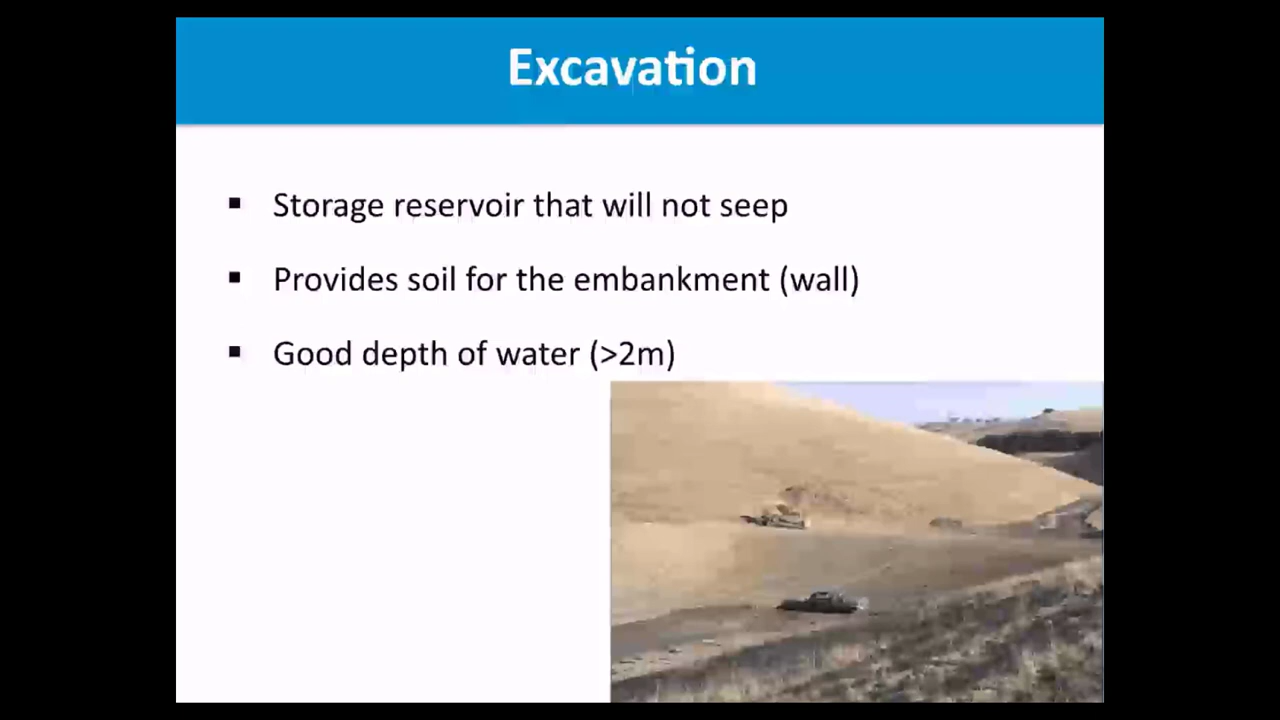 Excavation
▪ Storage reservoir that will not seep
▪ Provides soil for the embankment (wall)
▪ Good depth of water (>2m)